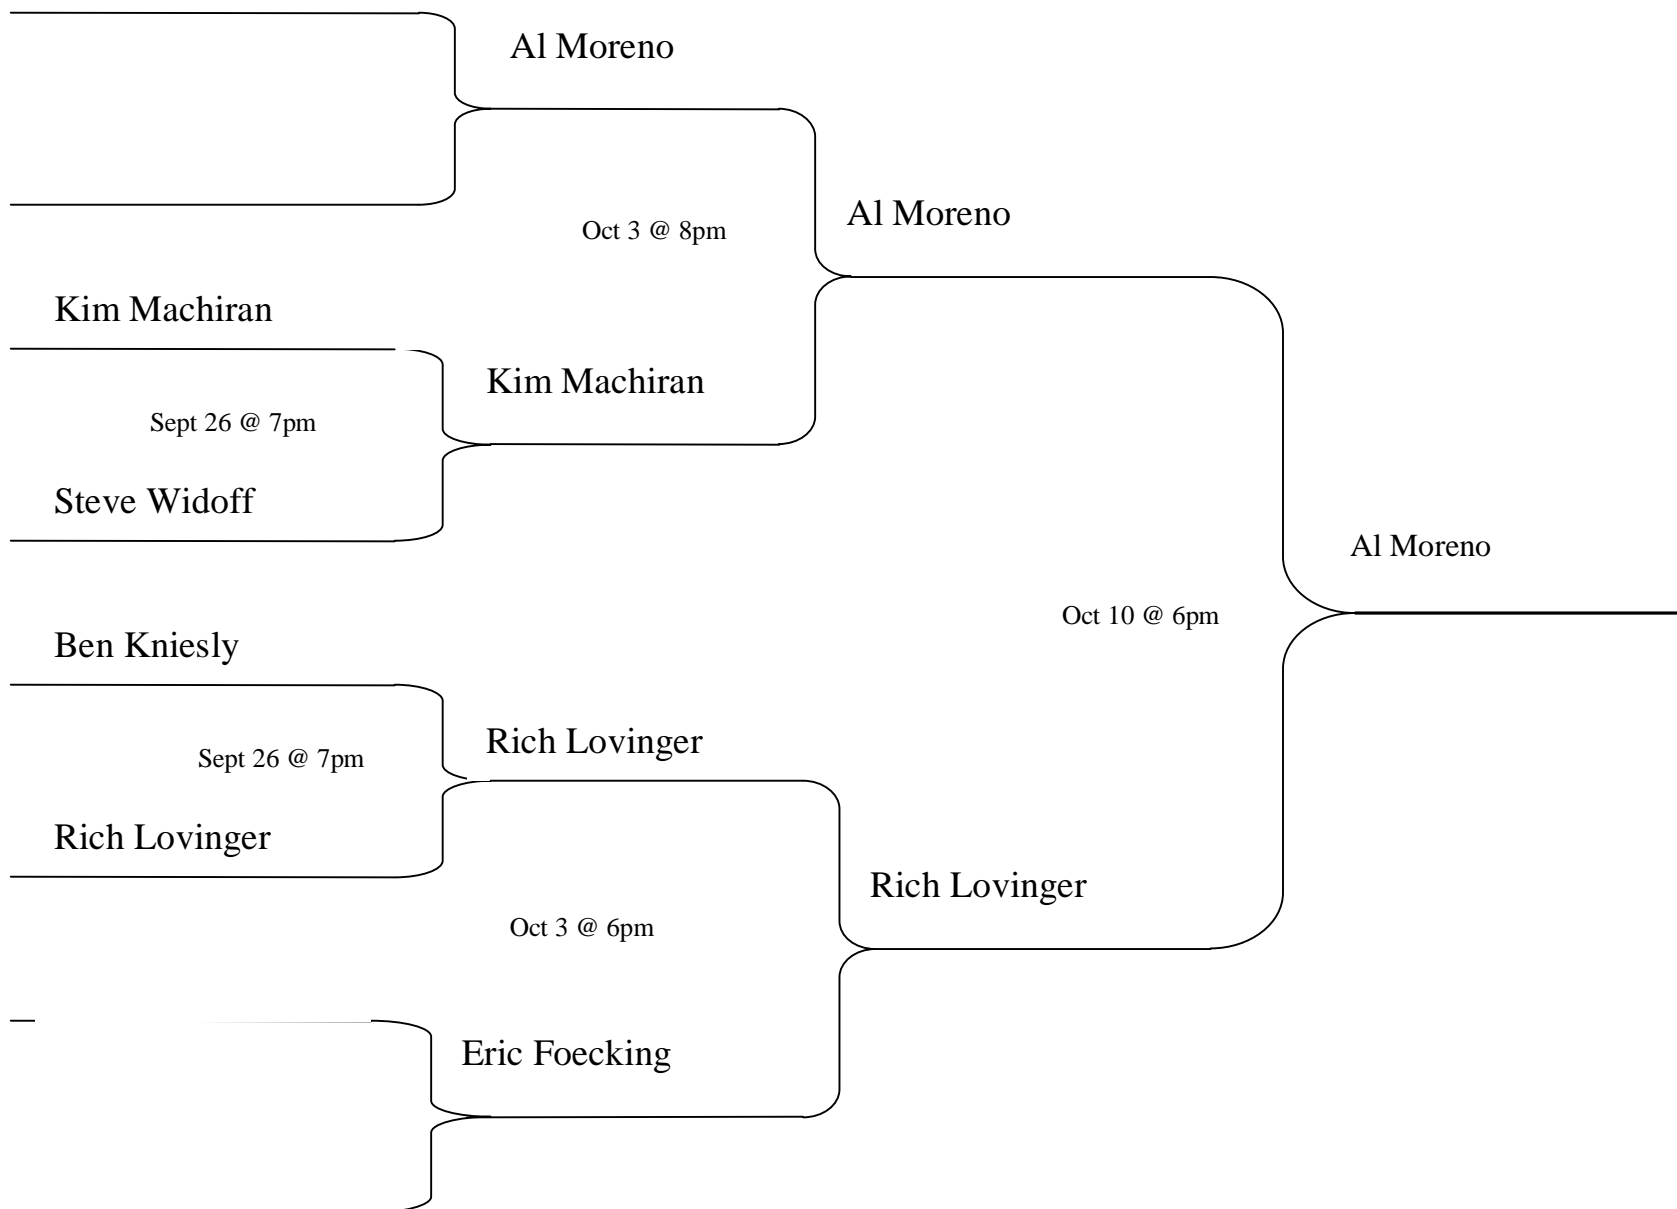 Al Moreno
Oct 3 @ 8pm
Al Moreno
Kim Machiran
Kim Machiran
Sept 26 @ 7pm
Steve Widoff
Al Moreno
Oct 10 @ 6pm
Ben Kniesly
Rich Lovinger
Sept 26 @ 7pm
Rich Lovinger
Rich Lovinger
Oct 3 @ 6pm
Eric Foecking